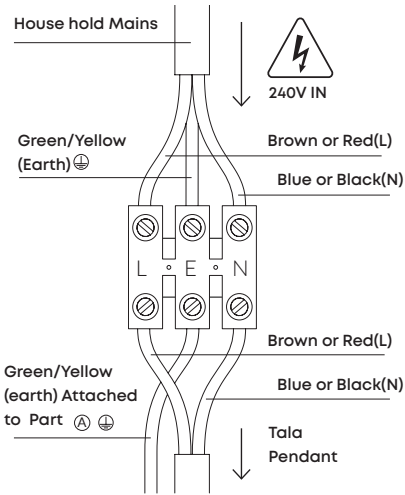 House hold Mains
240V IN
Green/Yellow
(Earth)
Brown or Red(L)
Blue or Black(N)
L E N
Brown or Red(L)
Green/Yellow
(earth) Attached
to Part A
Blue or Black(N)
Tala
Pendant